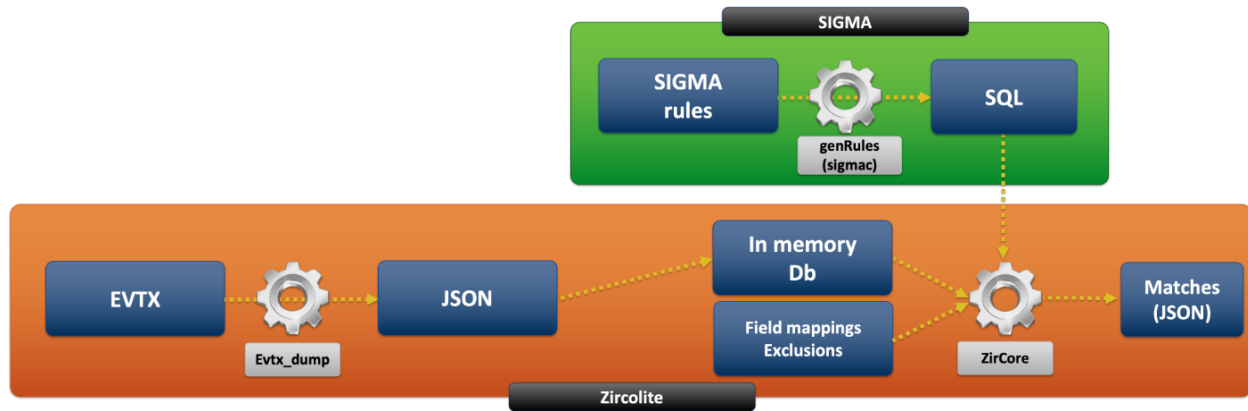 SIGMA
SIGMA
rules
SQL
genRules
(sigmac)
EVTX
Evtx_dump
JSON
In memory
Db
Field mappings
Exclusions
ZirCore
Matches
(JSON)
Zircolite